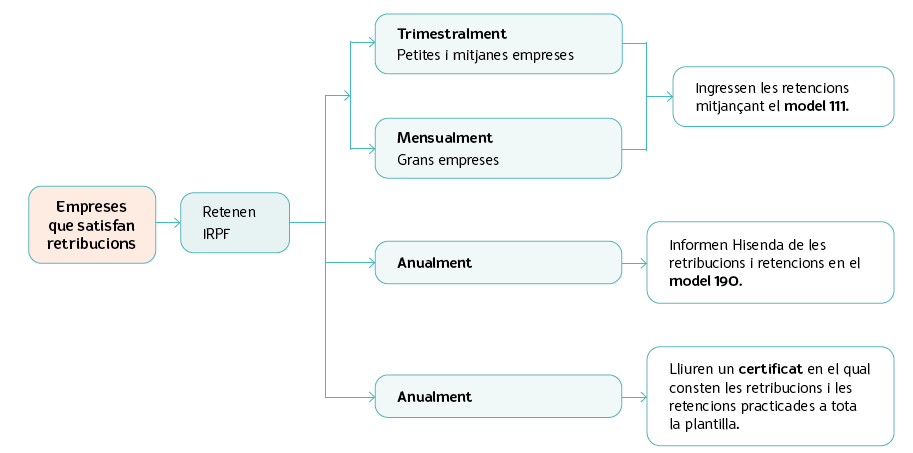 Empreses
que satisfan
retribucions
Retenen
IRPF
Trimestralment
Petites i mitjanes empreses
Mensualment
Grans empreses
Ingressen les retencions
mitjançant el model 111.
Anualment
Informen Hisenda de les
retribucions i retencions en el
model 190.
Anualment
Lliuren un certificat en el qual
consten les retribucions i les
retencions practicades a tota
la plantilla.